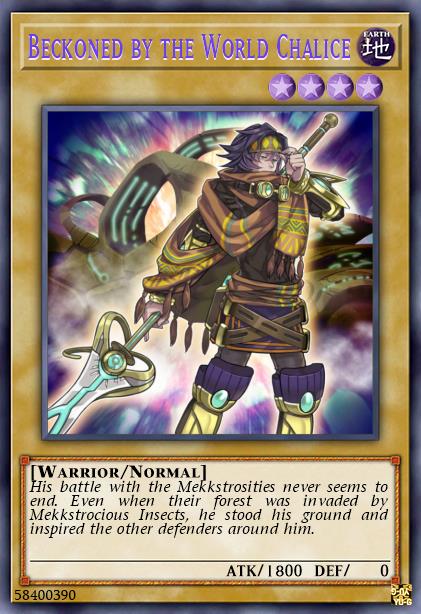 BECKONED BY THE WORLD CHALICE
EARTH
地
[WARRIOR/NORMAL]
His battle with the Mekkstrosities never seems to
end. Even when their forest was invaded by
Mekkstrocious Insects, he stood his ground and
inspired the other defenders around him.
ATK/1800 DEF/ 0
58400390